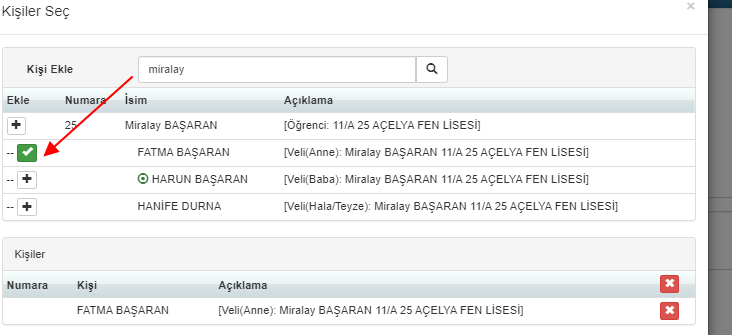 Kişiler Seç ×
Kişi Ekle miralay
Ekle Numara İsim Açıklama
25 Miralay BAŞARAN [Öğrenci: 11/A 25 AÇELYA FEN LİSESİ]
-- FATMA BAŞARAN [Veli(Anne): Miralay BAŞARAN 11/A 25 AÇELYA FEN LİSESİ]
-- HARUN BAŞARAN [Veli(Baba): Miralay BAŞARAN 11/A 25 AÇELYA FEN LİSESİ]
-- HANİFE DURNA [Veli(Hala/Teyze): Miralay BAŞARAN 11/A 25 AÇELYA FEN LİSESİ]
Kişiler
Numara Kişi Açıklama
FATMA BAŞARAN [Veli(Anne): Miralay BAŞARAN 11/A 25 AÇELYA FEN LİSESİ]